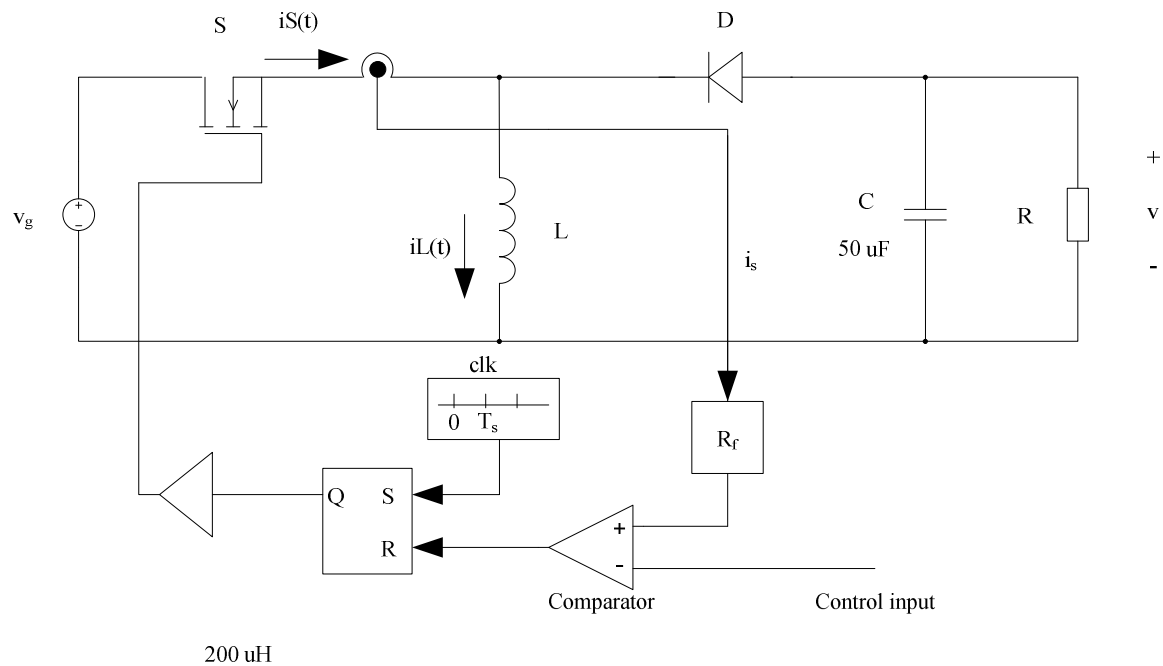 S
iS(t)
D
+
vg
iL(t)
L
C
50 uF
R
v
-
is
clk
0 Ts
Rf
Q S
R
+
-
Comparator
Control input
200 uH